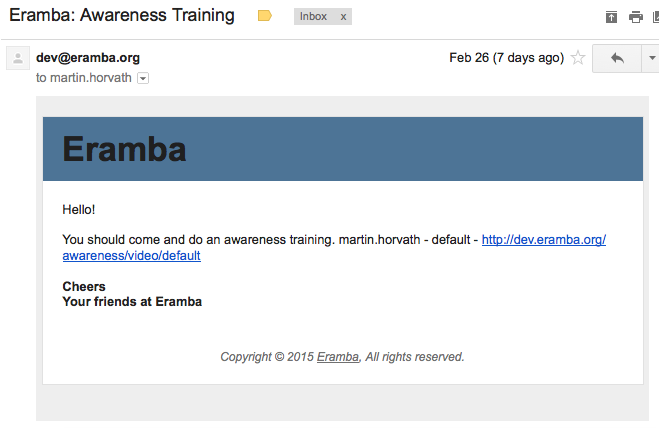 Eramba: Awareness Training
Inbox x
dev@eramba.org
Feb 26 (7 days ago)
to martin.horvath
Eramba
Hello!
You should come and do an awareness training. martin.horvath - default - http://dev.eramba.org/
awareness/video/default
Cheers
Your friends at Eramba
Copyright © 2015 Eramba, All rights reserved.